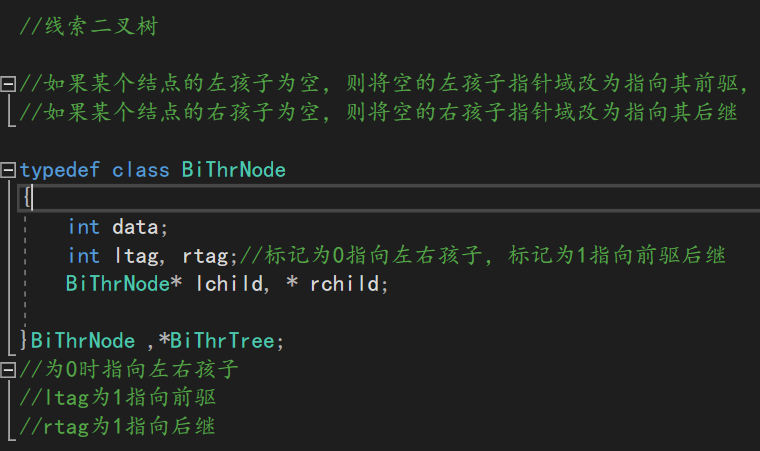 //线索二叉树
//如果某个结点的左孩子为空，则将空的左孩子指针域改为指向其前驱，
//如果某个结点的右孩子为空，则将空的右孩子指针域改为指向其后继
typedef class BiThrNode
{
int data;
int ltag, rtag;//标记为0指向左右孩子，标记为1指向前驱后继
BiThrNode* lchild, * rchild;
}BiThrNode ,*BiThrTree;
//为0时指向左右孩子
//ltag为1指向前驱
//rtag为1指向后继